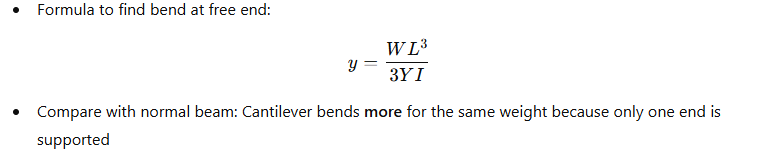 • Formula to find bend at free end:
y = WL³ / 3YI
• Compare with normal beam: Cantilever bends more for the same weight because only one end is
supported